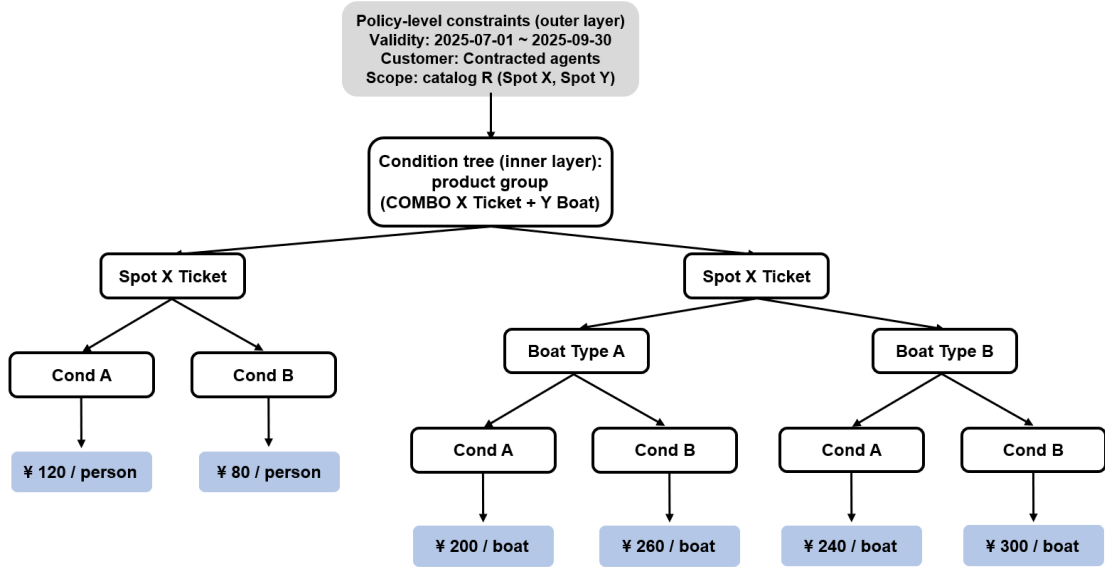 Policy-level constraints (outer layer)
Validity: 2025-07-01 ~ 2025-09-30
Customer: Contracted agents
Scope: catalog R (Spot X, Spot Y)
Condition tree (inner layer):
product group
(COMBO X Ticket + Y Boat)
Spot X Ticket
Spot X Ticket
Boat Type A
Boat Type B
Cond A
Cond B
Cond A
Cond B
Cond A
Cond B
¥ 120 / person
¥ 80 / person
¥ 200 / boat
¥ 260 / boat
¥ 240 / boat
¥ 300 / boat